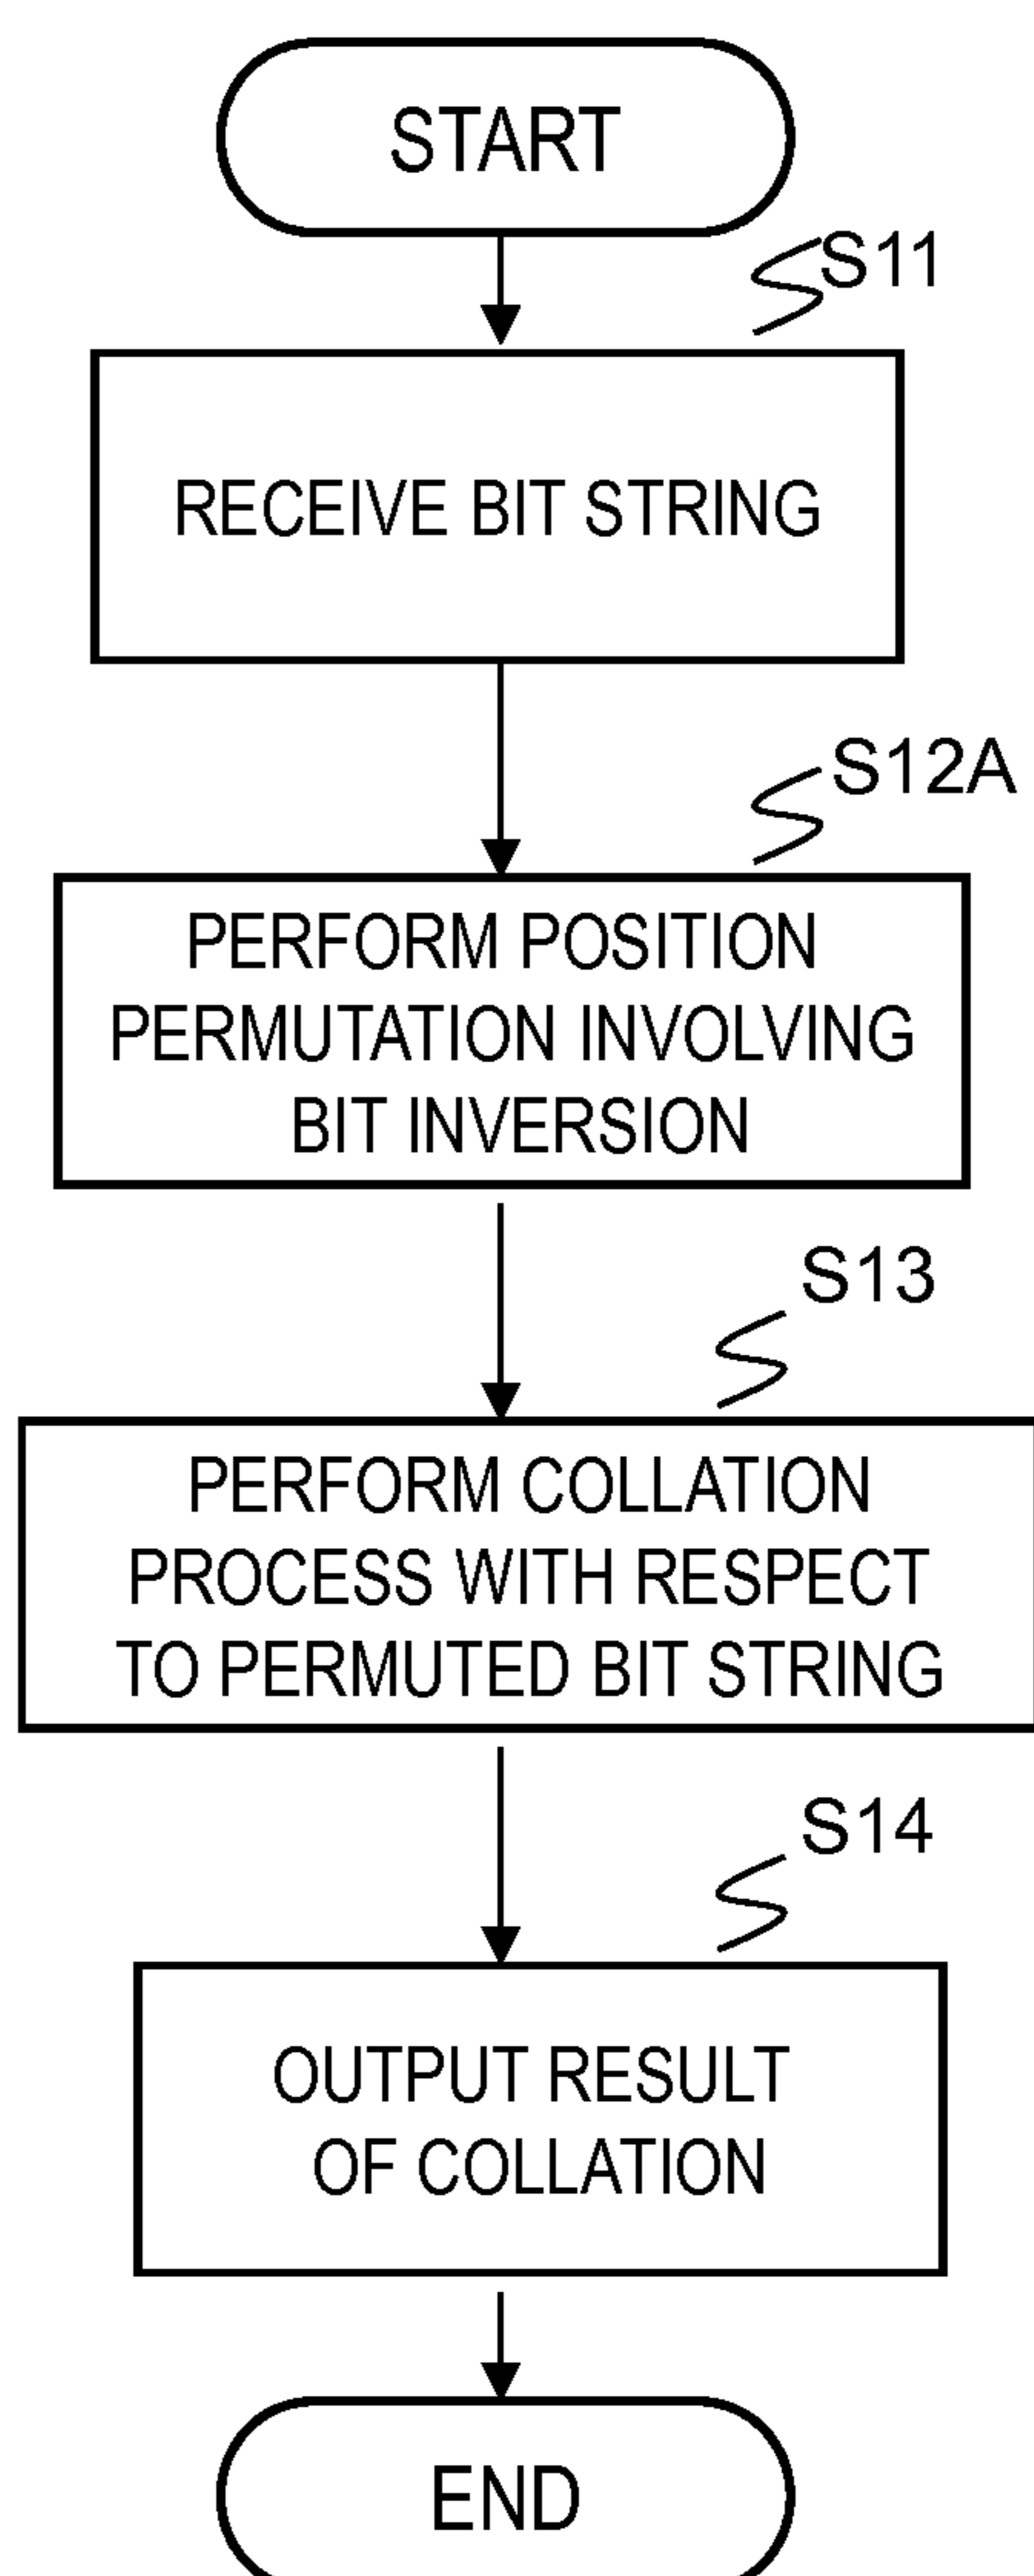 START
S11
RECEIVE BIT STRING
S12A
PERFORM POSITION
PERMUTATION INVOLVING
BIT INVERSION
S13
PERFORM COLLATION
PROCESS WITH RESPECT
TO PERMUTED BIT STRING
S14
OUTPUT RESULT
OF COLLATION
END